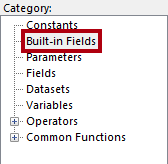 Category:
Constants
Built-in Fields
Parameters
Fields
Datasets
Variables
Operators
Common Functions